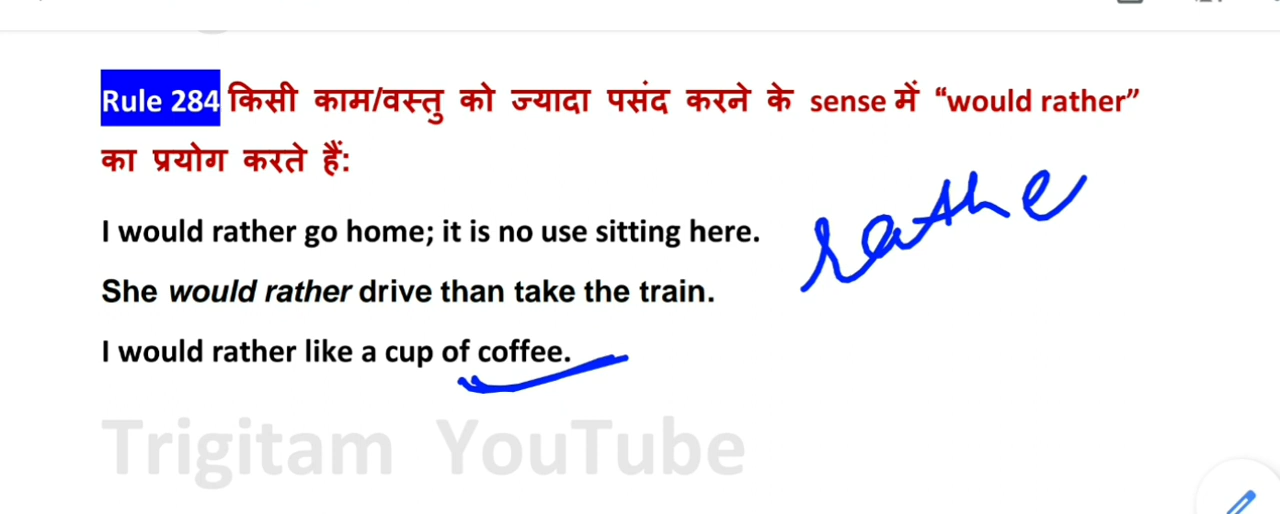 Rule 284 किसी काम/वस्तु को ज्यादा पसंद करने के sense में “would rather”
का प्रयोग करते हैं:
I would rather go home; it is no use sitting here.
rathe
She would rather drive than take the train.
I would rather like a cup of coffee.
Trigitam YouTube